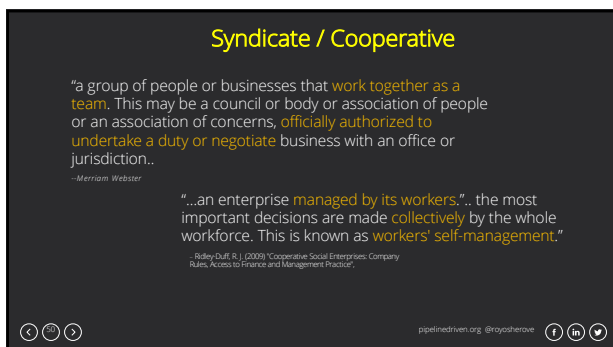 Syndicate / Cooperative
“a group of people or businesses that work together as a
team. This may be a council or body or association of people
or an association of concerns, officially authorized to
undertake a duty or negotiate business with an office or
jurisdiction..
--Merriam Webster
“...an enterprise managed by its workers.”.. the most
important decisions are made collectively by the whole
workforce. This is known as workers' self-management.”
- Ridley-Duff, R. J. (2009) "Cooperative Social Enterprises: Company
Rules, Access to Finance and Management Practice",
50
pipelinedriven.org @royosherove